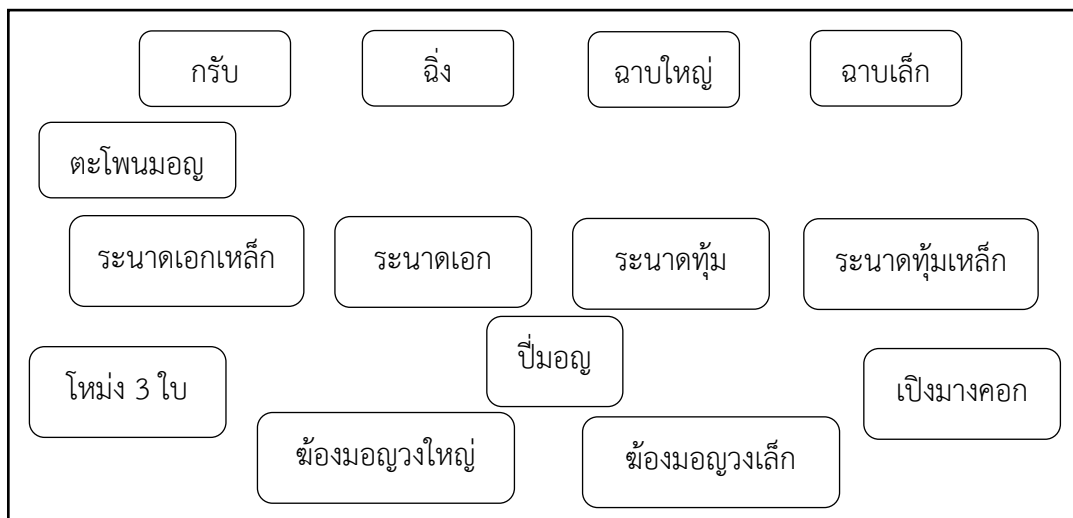 กรับ
ฉิ่ง
ฉาบใหญ่
ฉาบเล็ก
ตะโพนมอญ
ระนาดเอกเหล็ก
ระนาดเอก
ระนาดทุ้ม
ระนาดทุ้มเหล็ก
ปี่มอญ
โหม่ง 3 ใบ
เปิงมางคอก
ฆ้องมอญวงใหญ่
ฆ้องมอญวงเล็ก